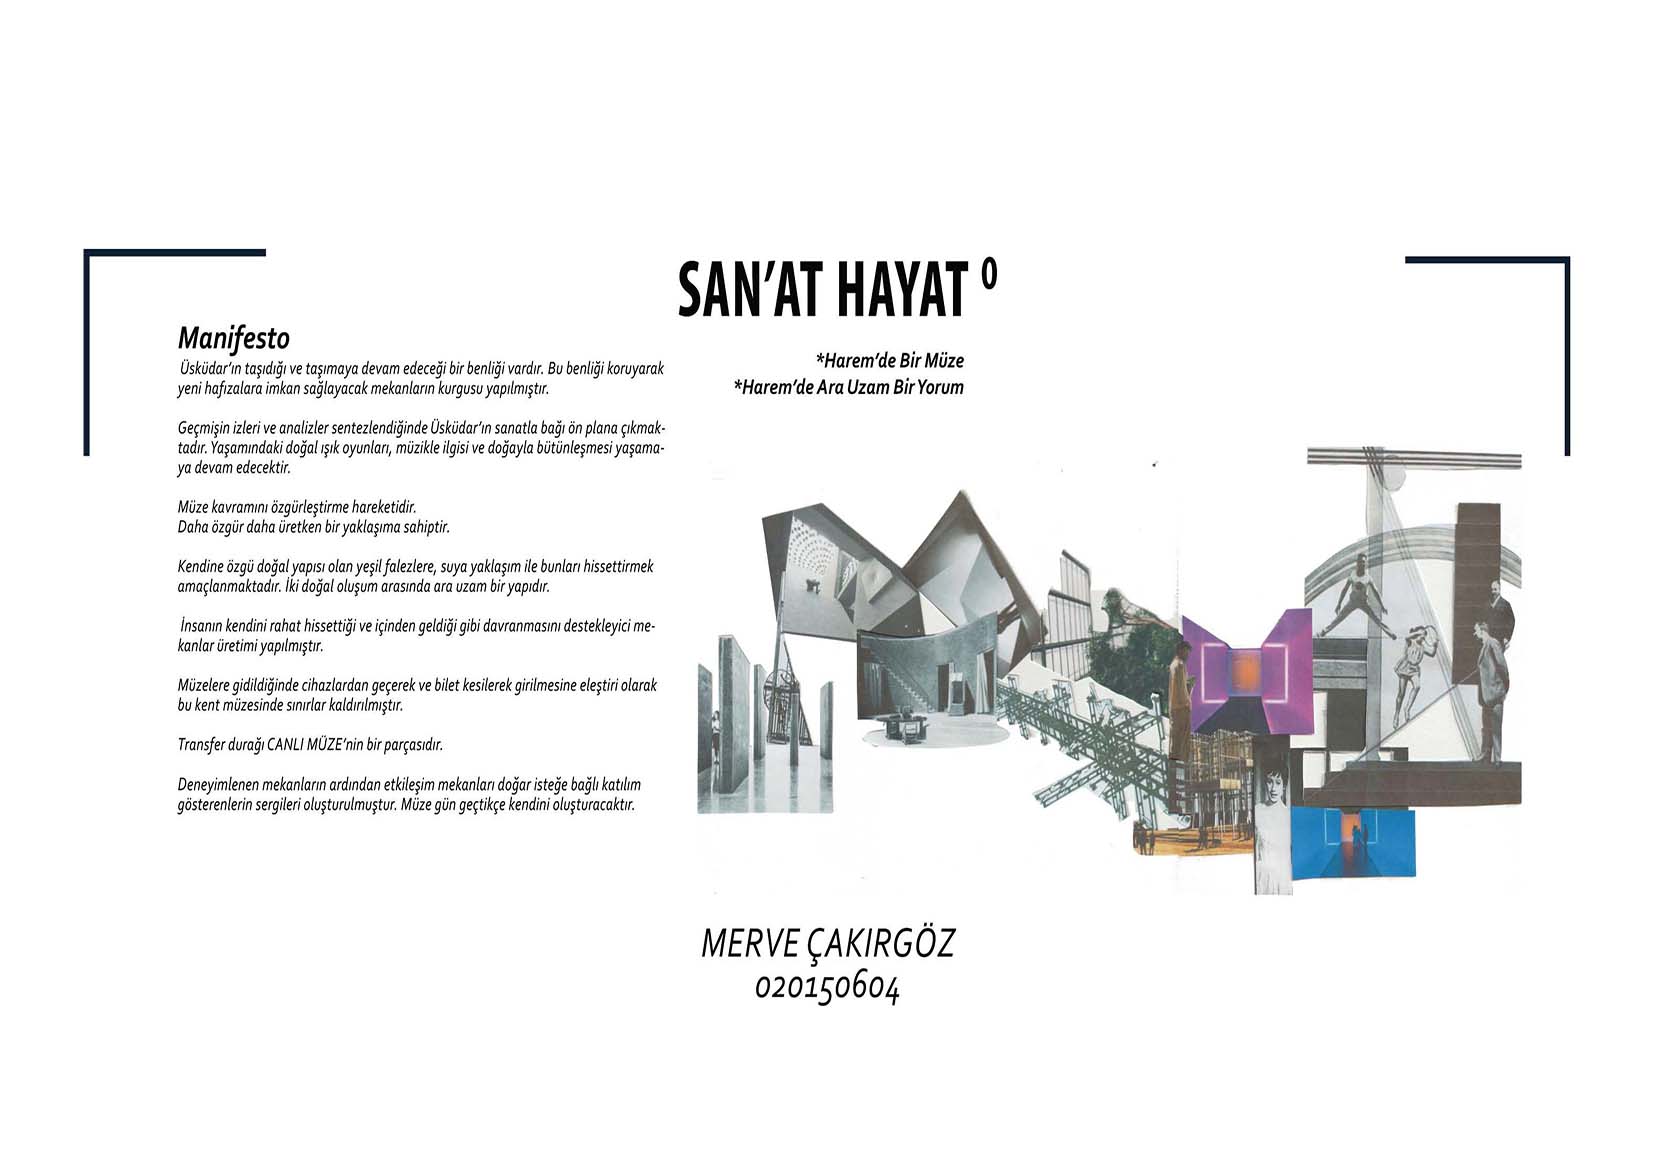 SAN’AT HAYAT ⁰
*Harem’de Bir Müze
*Harem’de Ara Uzam Bir Yorum
Manifesto
Üsküdar’ın taşıdığı ve taşımaya devam edeceği bir benliği vardır. Bu benliği koruyarak
yeni hafızalara imkan sağlayacak mekanların kurgusu yapılmıştır.
Geçmişin izleri ve analizler sentezlendiğinde Üsküdar’ın sanatla bağı ön plana çıkmak-
tadır. Yaşamındaki doğal ışık oyunları, müzikle ilgisi ve doğayla bütünleşmesi yaşama-
ya devam edecektir.
Müze kavramını özgürleştirme hareketidir.
Daha özgür daha üretken bir yaklaşıma sahiptir.
Kendine özgü doğal yapısı olan yeşil falezlere, suya yaklaşım ile bunları hissettirmek
amaçlanmaktadır. İki doğal oluşum arasında ara uzam bir yapıdır.
İnsanın kendini rahat hissettiği ve içinden geldiği gibi davranmasını destekleyici me-
kanlar üretimi yapılmıştır.
Müzelere gidildiğinde cihazlardan geçerek ve bilet kesilerek girilmesine eleştiri olarak
bu kent müzesinde sınırlar kaldırılmıştır.
Transfer durağı CANLI MÜZE’nin bir parçasıdır.
Deneyimlenen mekanların ardından etkileşim mekanları doğar isteğe bağlı katılım
gösterenlerin sergileri oluşturulmuştur. Müze gün geçtikçe kendini oluşturacaktır.
MERVE ÇAKIRGÖZ
020150604